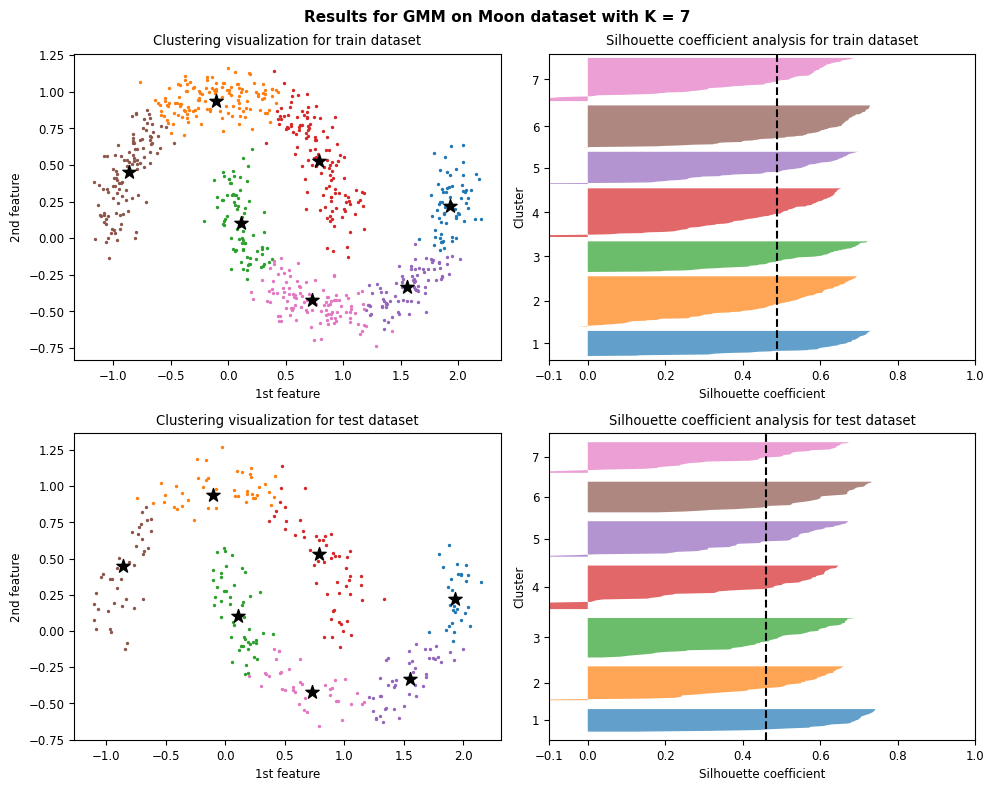 Results for GMM on Moon dataset with K = 7
Clustering visualization for train dataset
1.25
1.00
0.75
0.50
0.25
0.00
−0.25
−0.50
−0.75
2nd feature
−1.0 −0.5 0.0 0.5 1.0 1.5 2.0
1st feature
Silhouette coefficient analysis for train dataset
7
6
5
4
3
2
1
Cluster
−0.1 0.0 0.2 0.4 0.6 0.8 1.0
Silhouette coefficient
Clustering visualization for test dataset
1.25
1.00
0.75
0.50
0.25
0.00
−0.25
−0.50
−0.75
2nd feature
−1.0 −0.5 0.0 0.5 1.0 1.5 2.0
1st feature
Silhouette coefficient analysis for test dataset
7
6
5
4
3
2
1
Cluster
−0.1 0.0 0.2 0.4 0.6 0.8 1.0
Silhouette coefficient